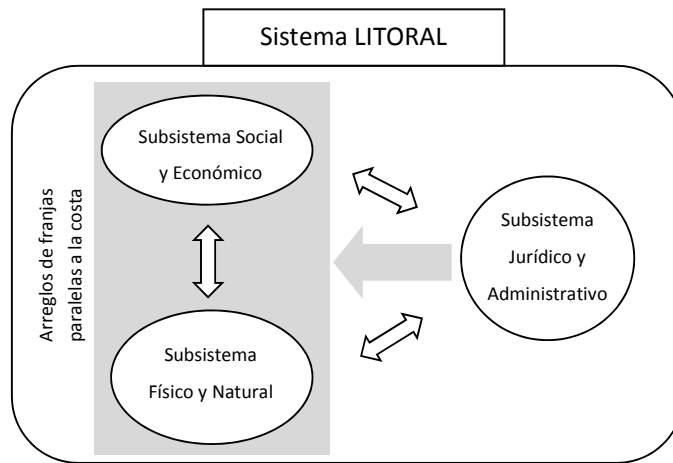 Sistema LITORAL
Arreglos de franjas
paralelas a la costa
Subsistema Social
y Económico
Subsistema
Físico y Natural
Subsistema
Jurídico y
Administrativo